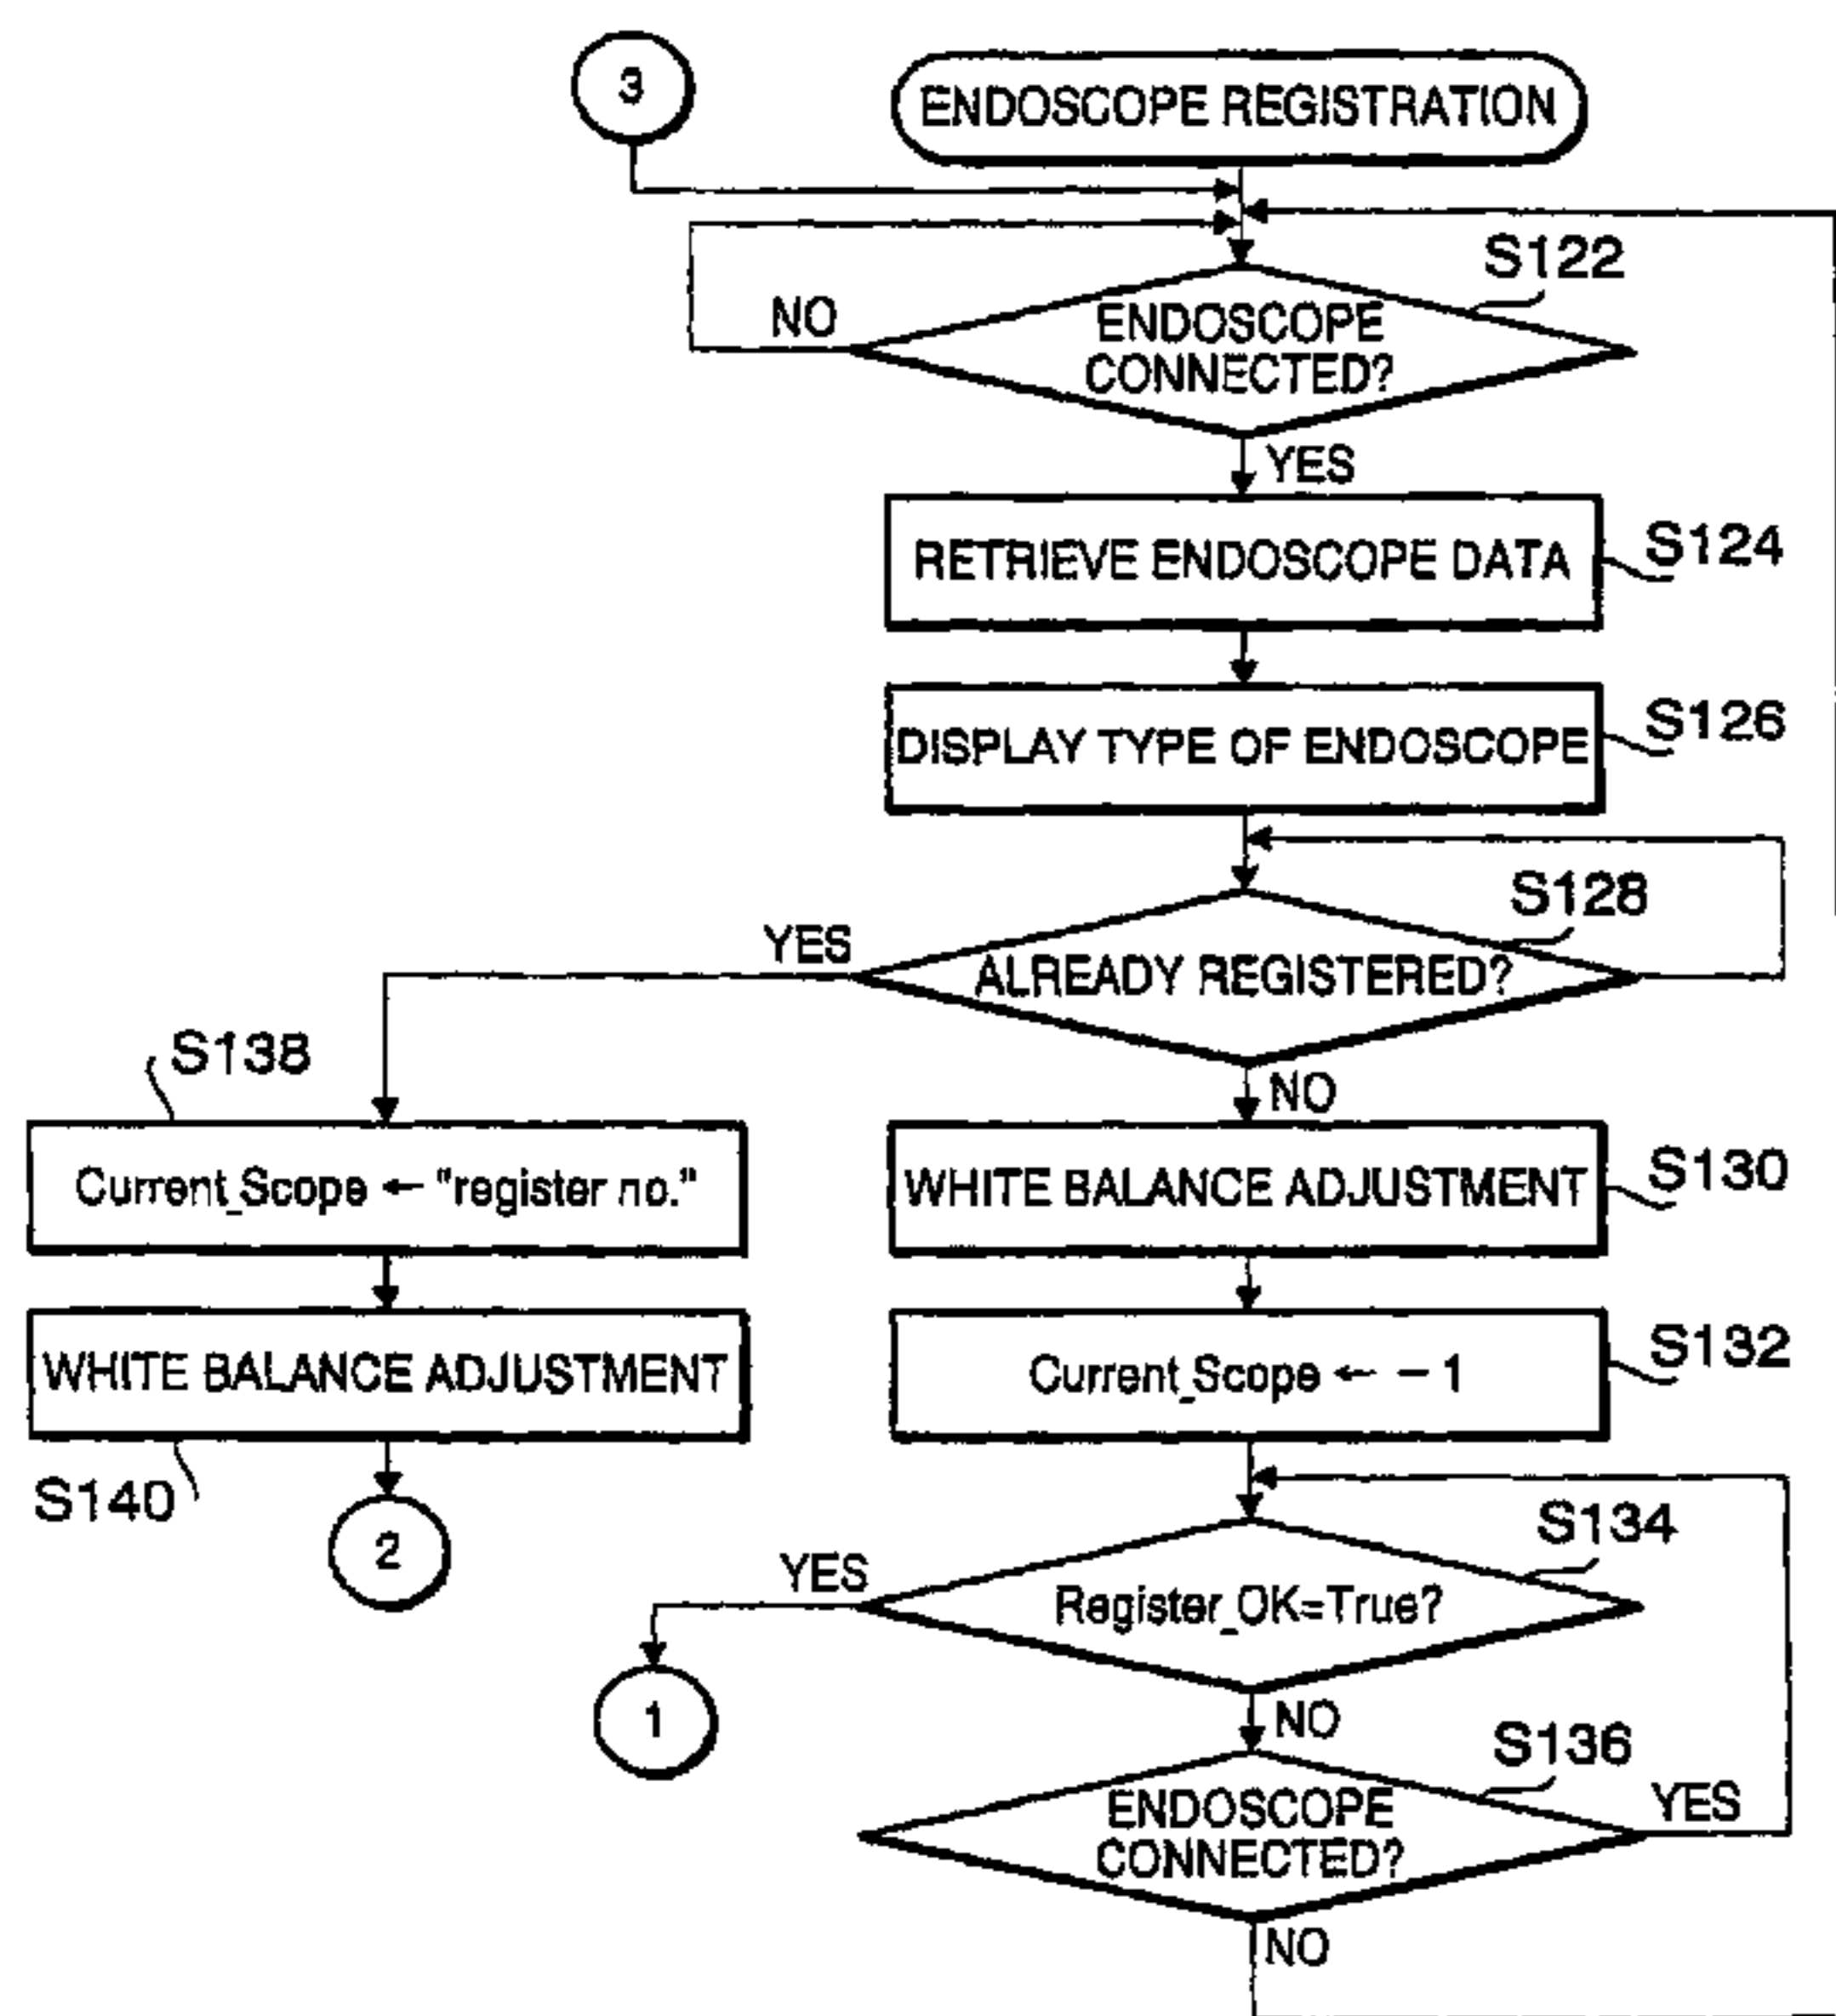 3
ENDOSCOPE REGISTRATION
S122
NO
ENDOSCOPE
CONNECTED?
YES
RETRIEVE ENDOSCOPE DATA
S124
DISPLAY TYPE OF ENDOSCOPE
S126
S128
YES
ALREADY REGISTERED?
NO
S138
Current_Scope ← "register no."
WHITE BALANCE ADJUSTMENT
S130
WHITE BALANCE ADJUSTMENT
S140
Current_Scope ← −1
S132
2
S134
YES
Register_OK=True?
1
NO
S136
ENDOSCOPE
CONNECTED?
YES
NO